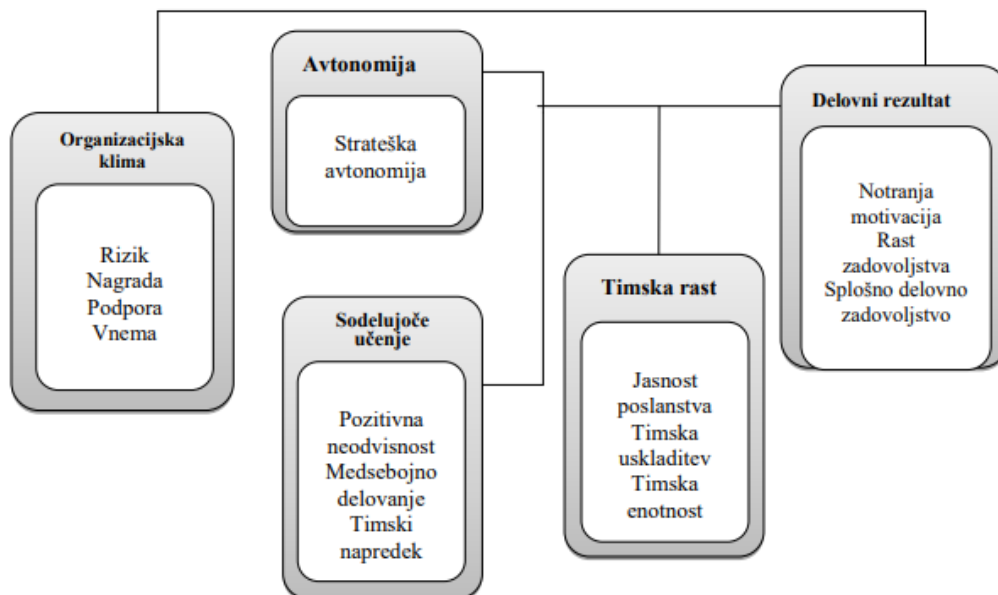 Organizacijska
klima
Rizik
Nagrada
Podpora
Vnema
Avtonomija
Strateška
avtonomija
Sodelujoče
učenje
Pozitivna
neodvisnost
Medsebojno
delovanje
Timski
napredek
Timska rast
Jasnost
poslanstva
Timska
uskladitev
Timska
enotnost
Delovni rezultat
Notranja
motivacija
Rast
zadovoljstva
Splošno delovno
zadovoljstvo